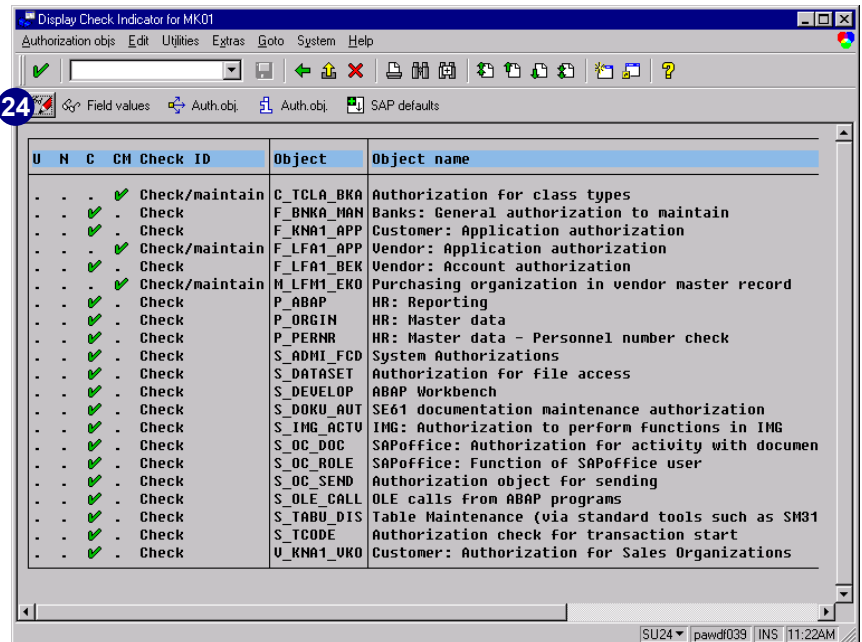 Display Check Indicator for MK01
Authorization objs Edit Utilities Extras Goto System Help
24 Field values Auth.obj. Auth.obj. SAP defaults
U N C CM Check ID Object Object name
. . . Check/maintain C_TCLA_BKA Authorization for class types
. . . Check F_BNKA_MAN Banks: General authorization to maintain
. . . Check F_KNA1_APP Customer: Application authorization
. . . Check/maintain F_LFA1_APP Vendor: Application authorization
. . . Check F_LFA1_BEK Vendor: Account authorization
. . . Check/maintain M_LFM1_EKO Purchasing organization in vendor master record
. . . Check P_ABAP HR: Reporting
. . . Check P_ORGIN HR: Master data
. . . Check P_PERNR HR: Master data - Personnel number check
. . . Check S_ADMI_FCD System Authorizations
. . . Check S_DATASET Authorization for file access
. . . Check S_DEVELOP ABAP Workbench
. . . Check S_DOKU_AUT SE61 documentation maintenance authorization
. . . Check S_IMG_ACTV IMG: Authorization to perform functions in IMG
. . . Check S_OC_DOC SAPoffice: Authorization for activity with documen
. . . Check S_OC_ROLE SAPoffice: Function of SAPoffice user
. . . Check S_OC_SEND Authorization object for sending
. . . Check S_OLE_CALL OLE calls from ABAP programs
. . . Check S_TABU_DIS Table Maintenance (via standard tools such as SM31
. . . Check S_TCODE Authorization check for transaction start
. . . Check V_KNA1_VKO Customer: Authorization for Sales Organizations
SU24 pawdf039 INS 11:22AM